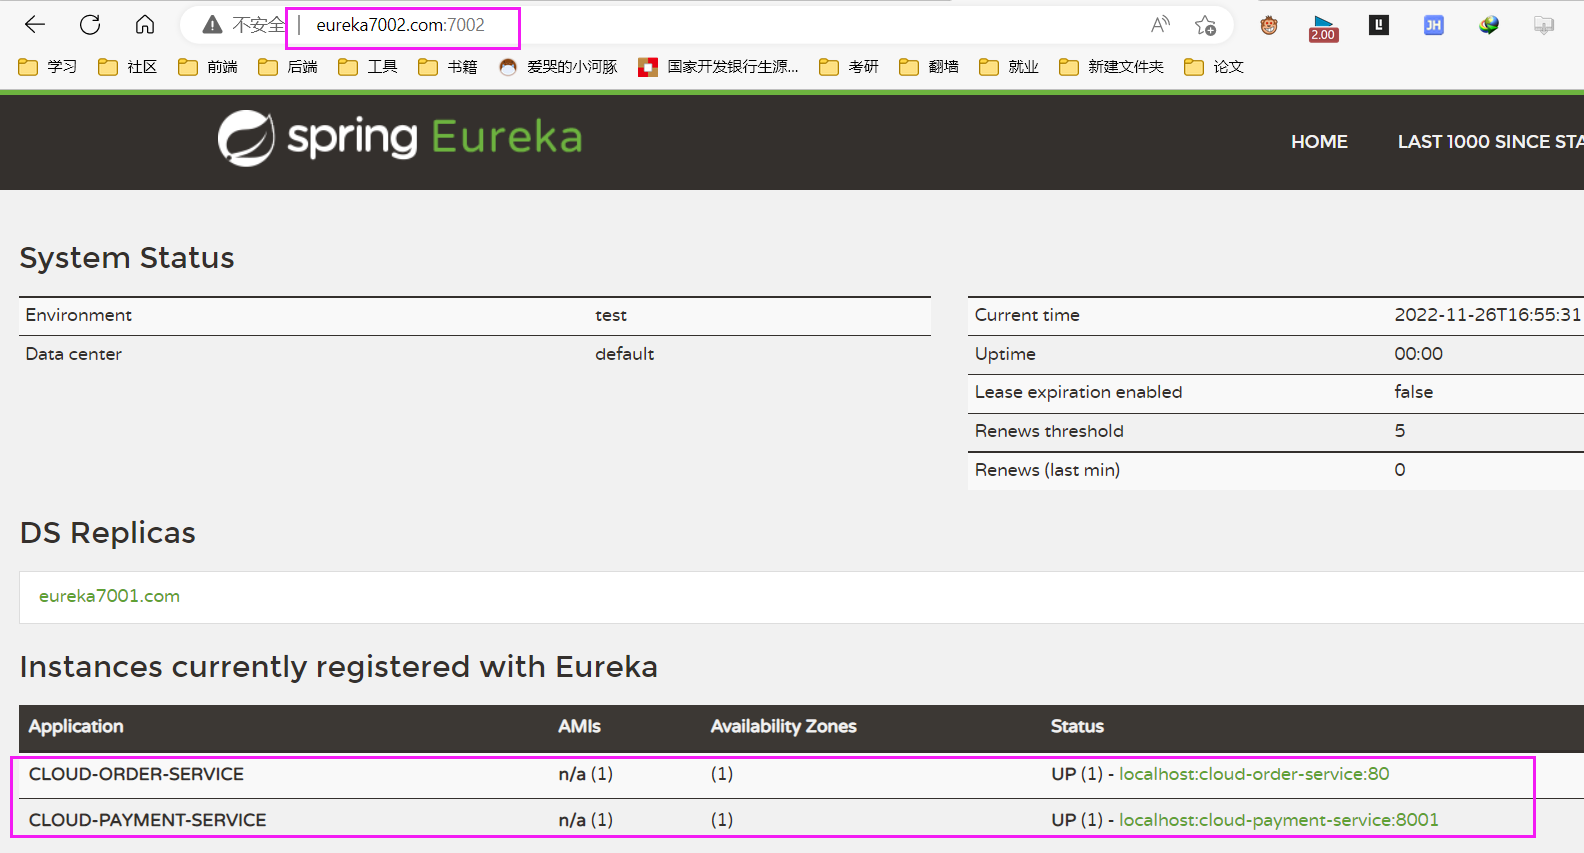 不安全 eureka7002.com:7002 A 2.00 JH
学习 社区 前端 后端 工具 书籍 爱哭的小河豚 国家开发银行生源... 考研 翻墙 就业 新建文件夹 论文
spring Eureka HOME LAST 1000 SINCE STA
System Status
Environment test Current time 2022-11-26T16:55:31
Data center default Uptime 00:00
Lease expiration enabled false
Renews threshold 5
Renews (last min) 0
DS Replicas
eureka7001.com
Instances currently registered with Eureka
Application AMIs Availability Zones Status
CLOUD-ORDER-SERVICE n/a (1) (1) UP (1) - localhost:cloud-order-service:80
CLOUD-PAYMENT-SERVICE n/a (1) (1) UP (1) - localhost:cloud-payment-service:8001